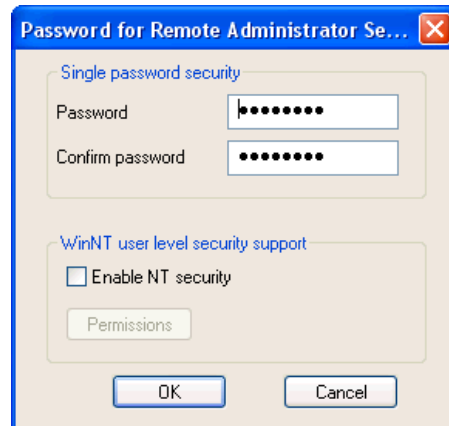 Password for Remote Administrator Se...
Single password security
Password ●●●●●●●●
Confirm password ●●●●●●●●
WinNT user level security support
Enable NT security
Permissions
OK Cancel